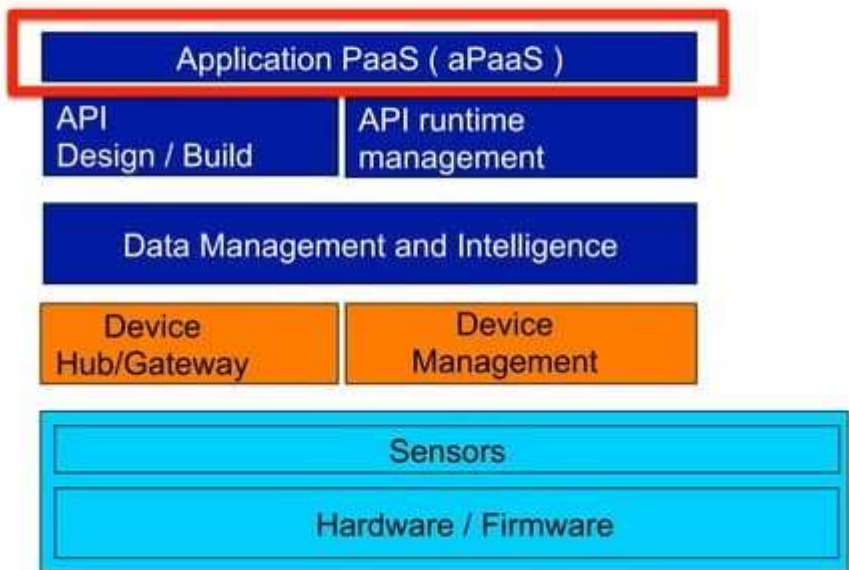 Application PaaS ( aPaaS )
API
Design / Build
API runtime
management
Data Management and Intelligence
Device
Hub/Gateway
Device
Management
Sensors
Hardware / Firmware